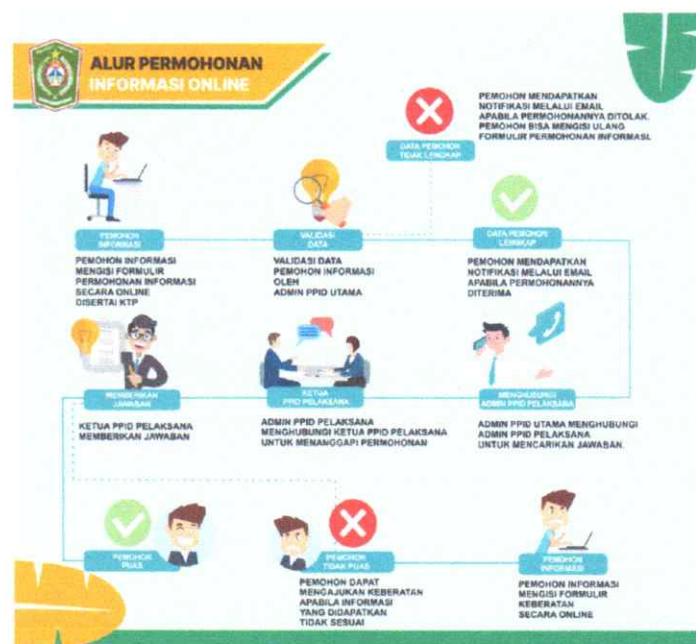 ALUR PERMOHONAN
INFORMASI ONLINE
PEMOHON MENDAPATKAN
NOTIFIKASI MELALUI EMAIL
APABILA PERMOHONANNYA DITOLAK.
PEMOHON BISA MENGISI ULANG
FORMULIR PERMOHONAN INFORMASI.
DATA PEMOHON
TIDAK LENGKAP
PEMOHON
INFORMASI
PEMOHON INFORMASI
MENGISI FORMULIR
PERMOHONAN INFORMASI
SECARA ONLINE
DISERTAI KTP
VALIDASI
DATA
VALIDASI DATA
PEMOHON INFORMASI
OLEH
ADMIN PPID UTAMA
DATA PEMOHON
LENGKAP
PEMOHON MENDAPATKAN
NOTIFIKASI MELALUI EMAIL
APABILA PERMOHONANNYA
DITERIMA
MEMBERIKAN
JAWABAN
KETUA PPID PELAKSANA
MEMBERIKAN JAWABAN
KETUA
PPID PELAKSANA
ADMIN PPID PELAKSANA
MENGHUBUNGI KETUA PPID PELAKSANA
UNTUK MENANGGAPI PERMOHONAN
MENGHUBUNGI
ADMIN PPID PELAKSANA
ADMIN PPID UTAMA MENGHUBUNGI
ADMIN PPID PELAKSANA
UNTUK MENCARIKAN JAWABAN.
PEMOHON
PUAS
PEMOHON
TIDAK PUAS
PEMOHON DAPAT
MENGAJUKAN KEBERATAN
APABILA INFORMASI
YANG DIDAPATKAN
TIDAK SESUAI
PEMOHON
INFORMASI
PEMOHON INFORMASI
MENGISI FORMULIR
KEBERATAN
SECARA ONLINE